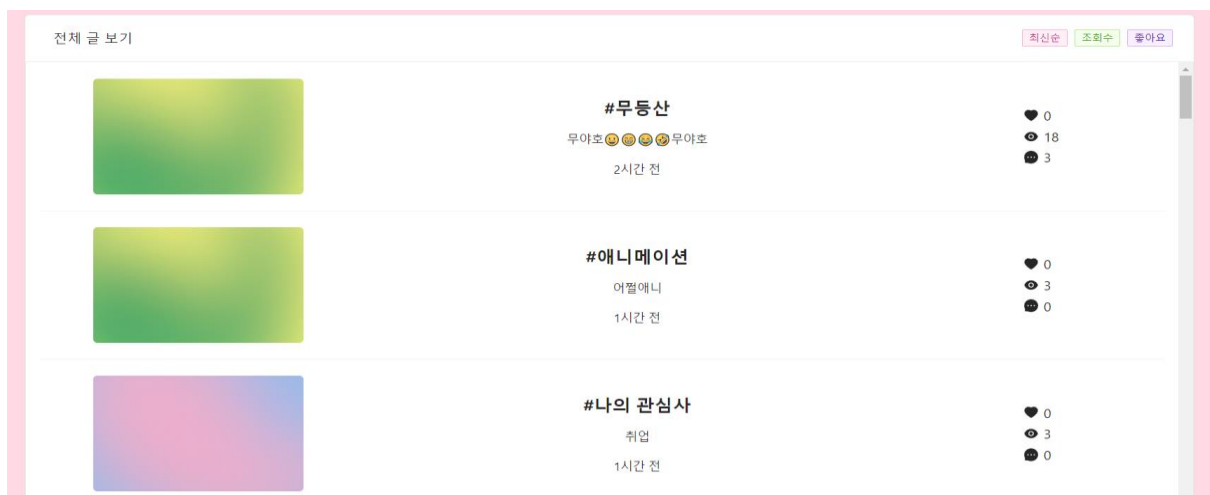 전체 글 보기
최신순 조회수 좋아요
#무등산
무야호😀😁😂🤣무야호
2시간 전
0
18
3
#애니메이션
어쩔애니
1시간 전
0
3
0
#나의 관심사
취업
1시간 전
0
3
0